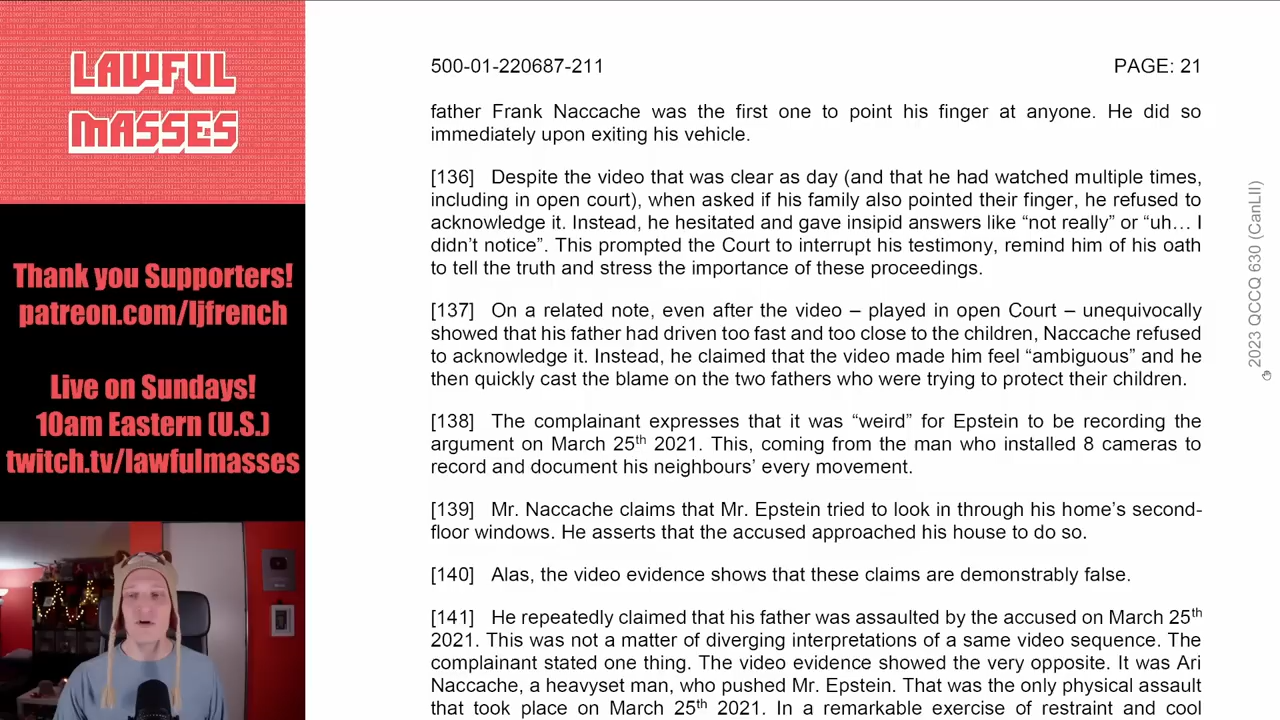 LAWFUL
MASSES
Thank you Supporters!
patreon.com/ljfrench
Live on Sundays!
10am Eastern (U.S.)
twitch.tv/lawfulmasses
500-01-220687-211 PAGE: 21
father Frank Naccache was the first one to point his finger at anyone. He did so
immediately upon exiting his vehicle.
[136] Despite the video that was clear as day (and that he had watched multiple times,
including in open court), when asked if his family also pointed their finger, he refused to
acknowledge it. Instead, he hesitated and gave insipid answers like “not really” or “uh… I
didn’t notice”. This prompted the Court to interrupt his testimony, remind him of his oath
to tell the truth and stress the importance of these proceedings.
[137] On a related note, even after the video – played in open Court – unequivocally
showed that his father had driven too fast and too close to the children, Naccache refused
to acknowledge it. Instead, he claimed that the video made him feel “ambiguous” and he
then quickly cast the blame on the two fathers who were trying to protect their children.
[138] The complainant expresses that it was “weird” for Epstein to be recording the
argument on March 25th 2021. This, coming from the man who installed 8 cameras to
record and document his neighbours’ every movement.
[139] Mr. Naccache claims that Mr. Epstein tried to look in through his home’s second-
floor windows. He asserts that the accused approached his house to do so.
[140] Alas, the video evidence shows that these claims are demonstrably false.
[141] He repeatedly claimed that his father was assaulted by the accused on March 25th
2021. This was not a matter of diverging interpretations of a same video sequence. The
complainant stated one thing. The video evidence showed the very opposite. It was Ari
Naccache, a heavyset man, who pushed Mr. Epstein. That was the only physical assault
that took place on March 25th 2021. In a remarkable exercise of restraint and cool
2023 QCCQ 630 (CanLII)